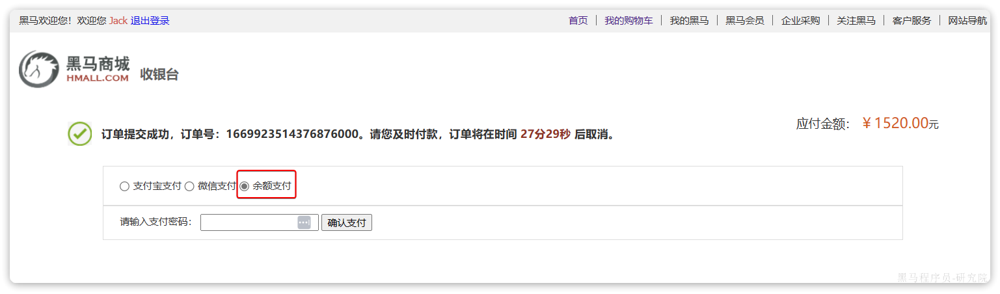 黑马欢迎您！欢迎您 Jack 退出登录 首页 我的购物车 我的黑马 黑马会员 企业采购 关注黑马 客户服务 网站导航
黑马商城
HMALL.COM
收银台
订单提交成功，订单号：1669923514376876000。请您及时付款，订单将在时间 27分29秒 后取消。
应付金额： ￥1520.00元
支付宝支付 微信支付 余额支付
请输入支付密码： 确认支付
黑马程序员-研究院